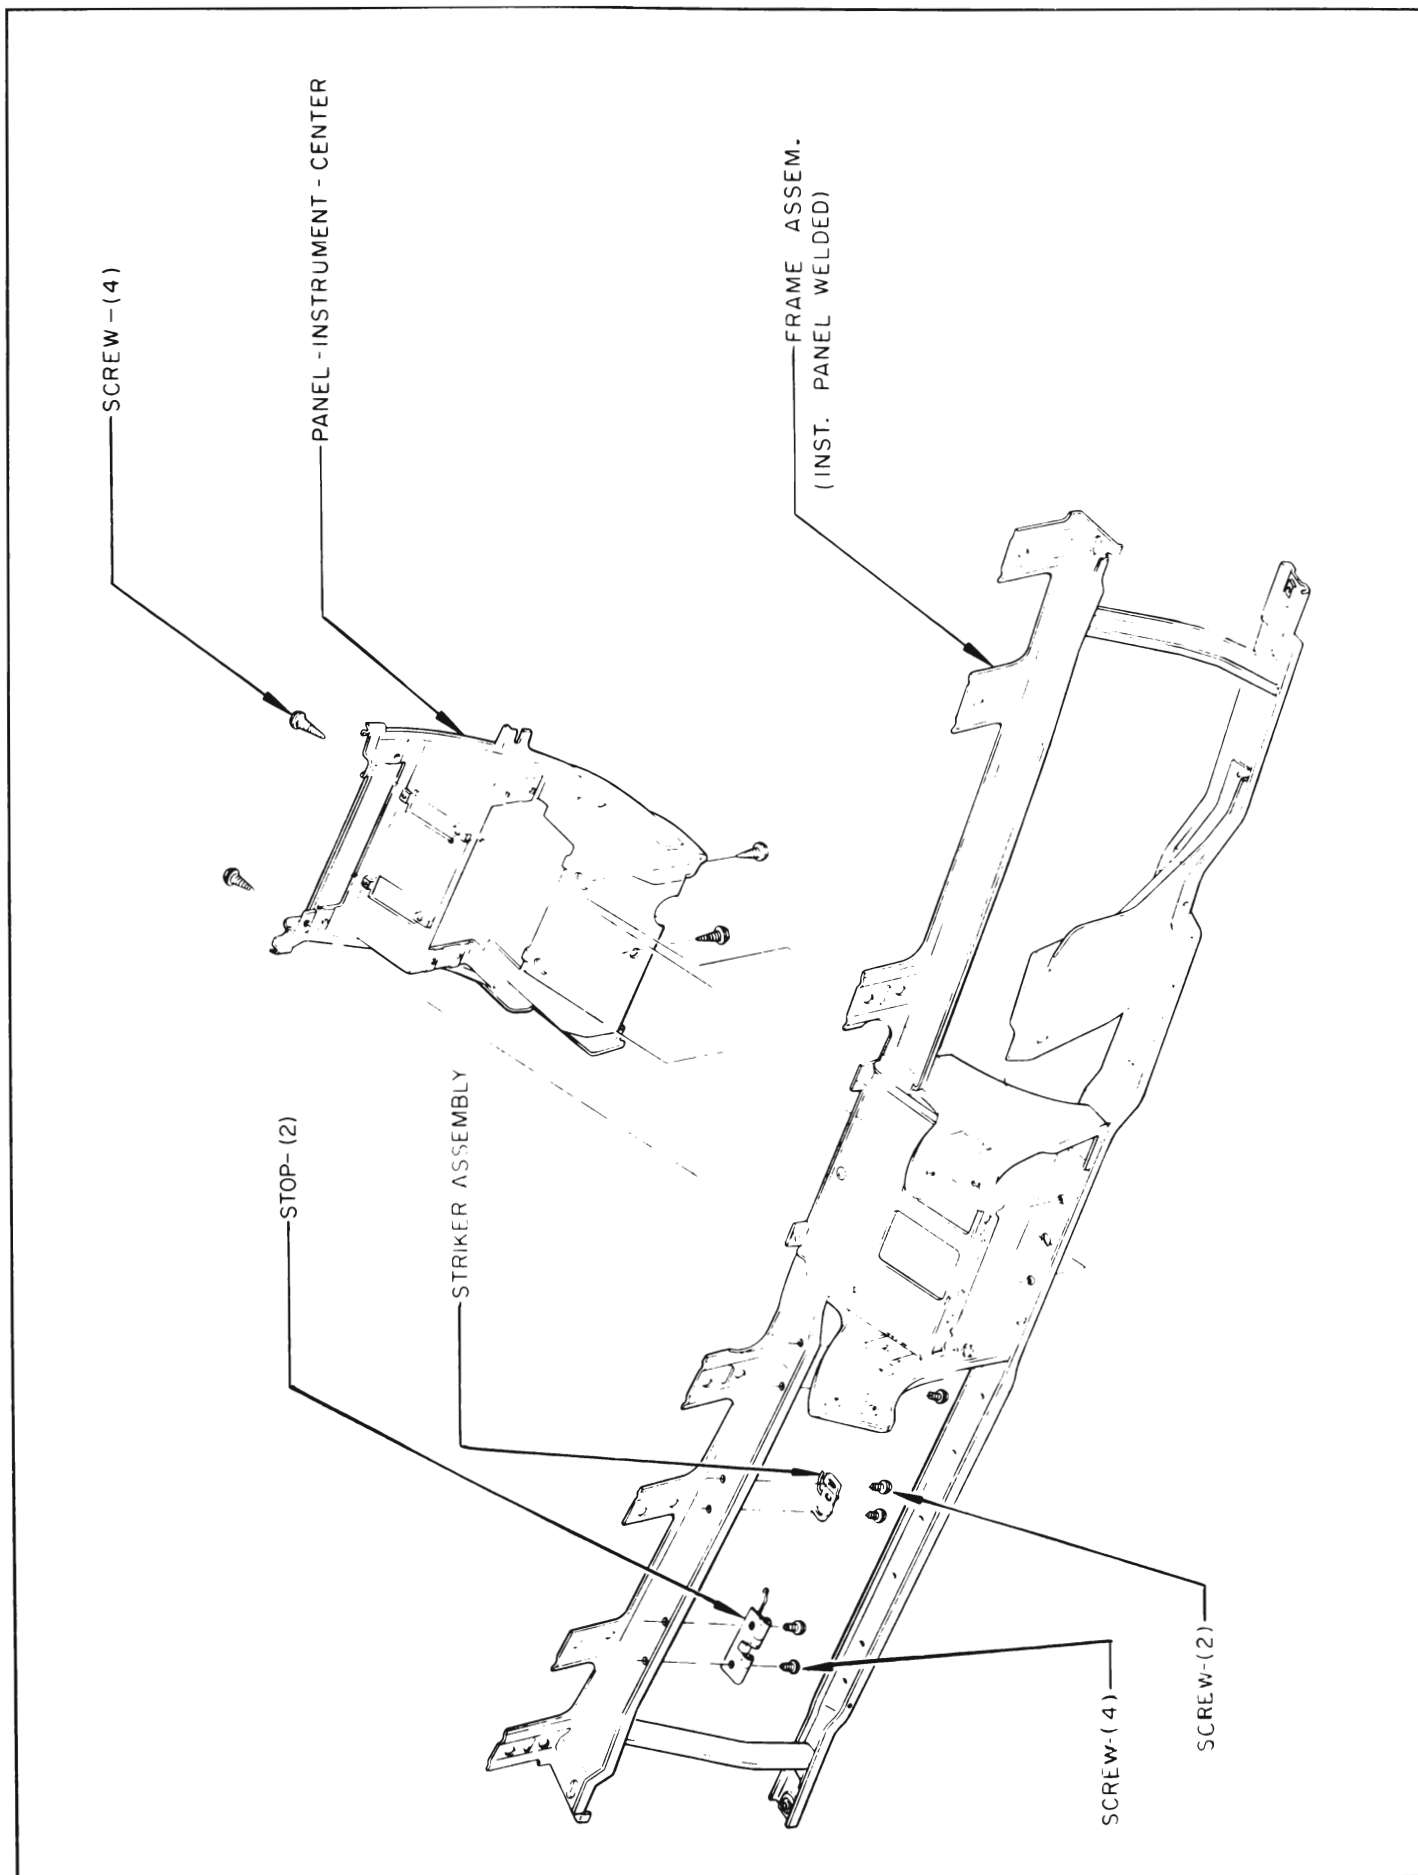 SCREW-(4)
PANEL-INSTRUMENT-CENTER
FRAME ASSEM.
(INST. PANEL WELDED)
STOP-(2)
STRIKER ASSEMBLY
SCREW-(4)
SCREW-(2)